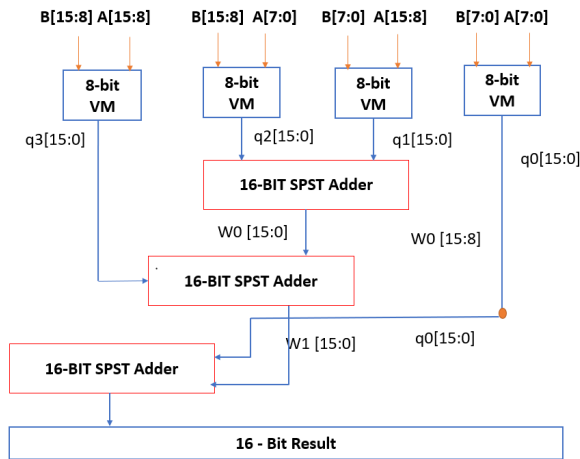 B[15:8] A[15:8] B[15:8] A[7:0] B[7:0] A[15:8] B[7:0] A[7:0]
8-bit VM
8-bit VM
8-bit VM
8-bit VM
q3[15:0]
q2[15:0]
q1[15:0]
q0[15:0]
16-BIT SPST Adder
W0 [15:0]
W0 [15:8]
16-BIT SPST Adder
W1 [15:0]
q0[15:0]
16-BIT SPST Adder
16 - Bit Result